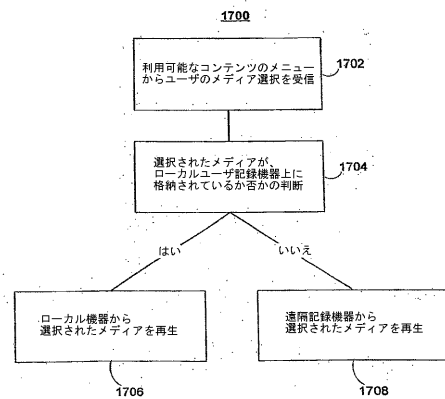 1700
利用可能なコンテンツのメニュー
からユーザのメディア選択を受信
1702
選択されたメディアが、
ローカルユーザ記録機器上に
格納されているか否かの判断
1704
はい
いいえ
ローカル機器から
選択されたメディアを再生
遠隔記録機器から
選択されたメディアを再生
1706
1708